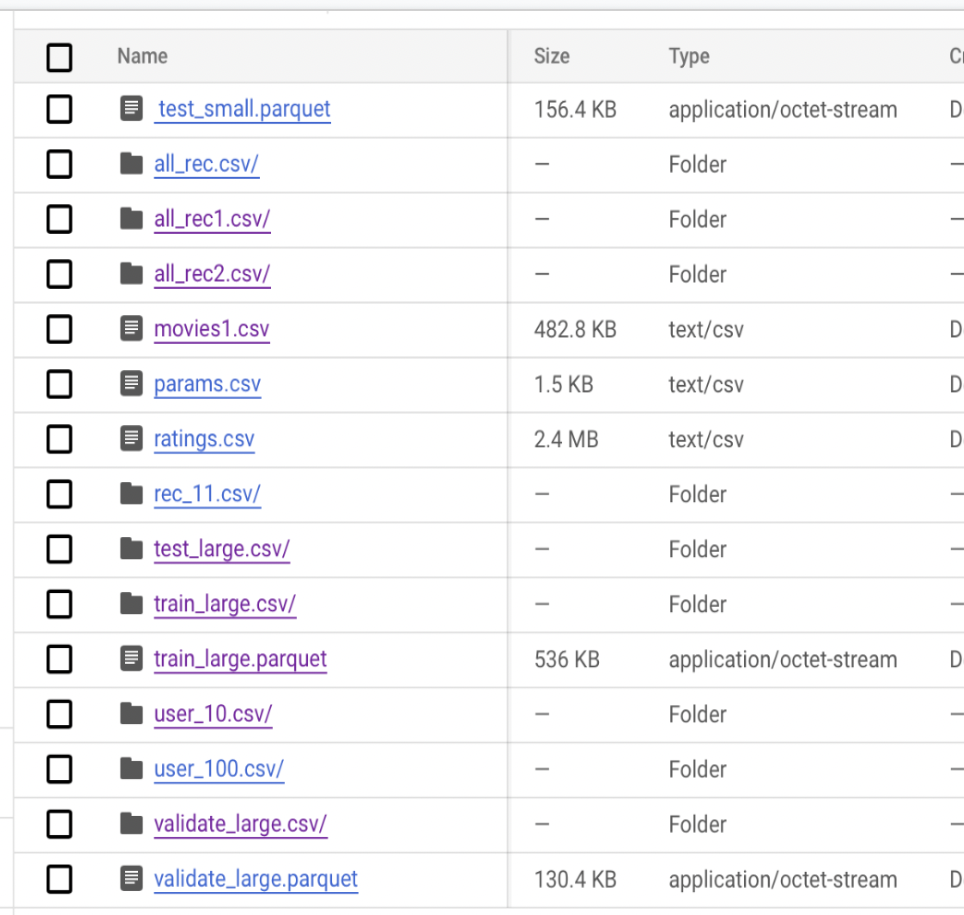 Name Size Type C
test_small.parquet 156.4 KB application/octet-stream D
all_rec.csv/ — Folder —
all_rec1.csv/ — Folder —
all_rec2.csv/ — Folder —
movies1.csv 482.8 KB text/csv D
params.csv 1.5 KB text/csv D
ratings.csv 2.4 MB text/csv D
rec_11.csv/ — Folder —
test_large.csv/ — Folder —
train_large.csv/ — Folder —
train_large.parquet 536 KB application/octet-stream D
user_10.csv/ — Folder —
user_100.csv/ — Folder —
validate_large.csv/ — Folder —
validate_large.parquet 130.4 KB application/octet-stream D